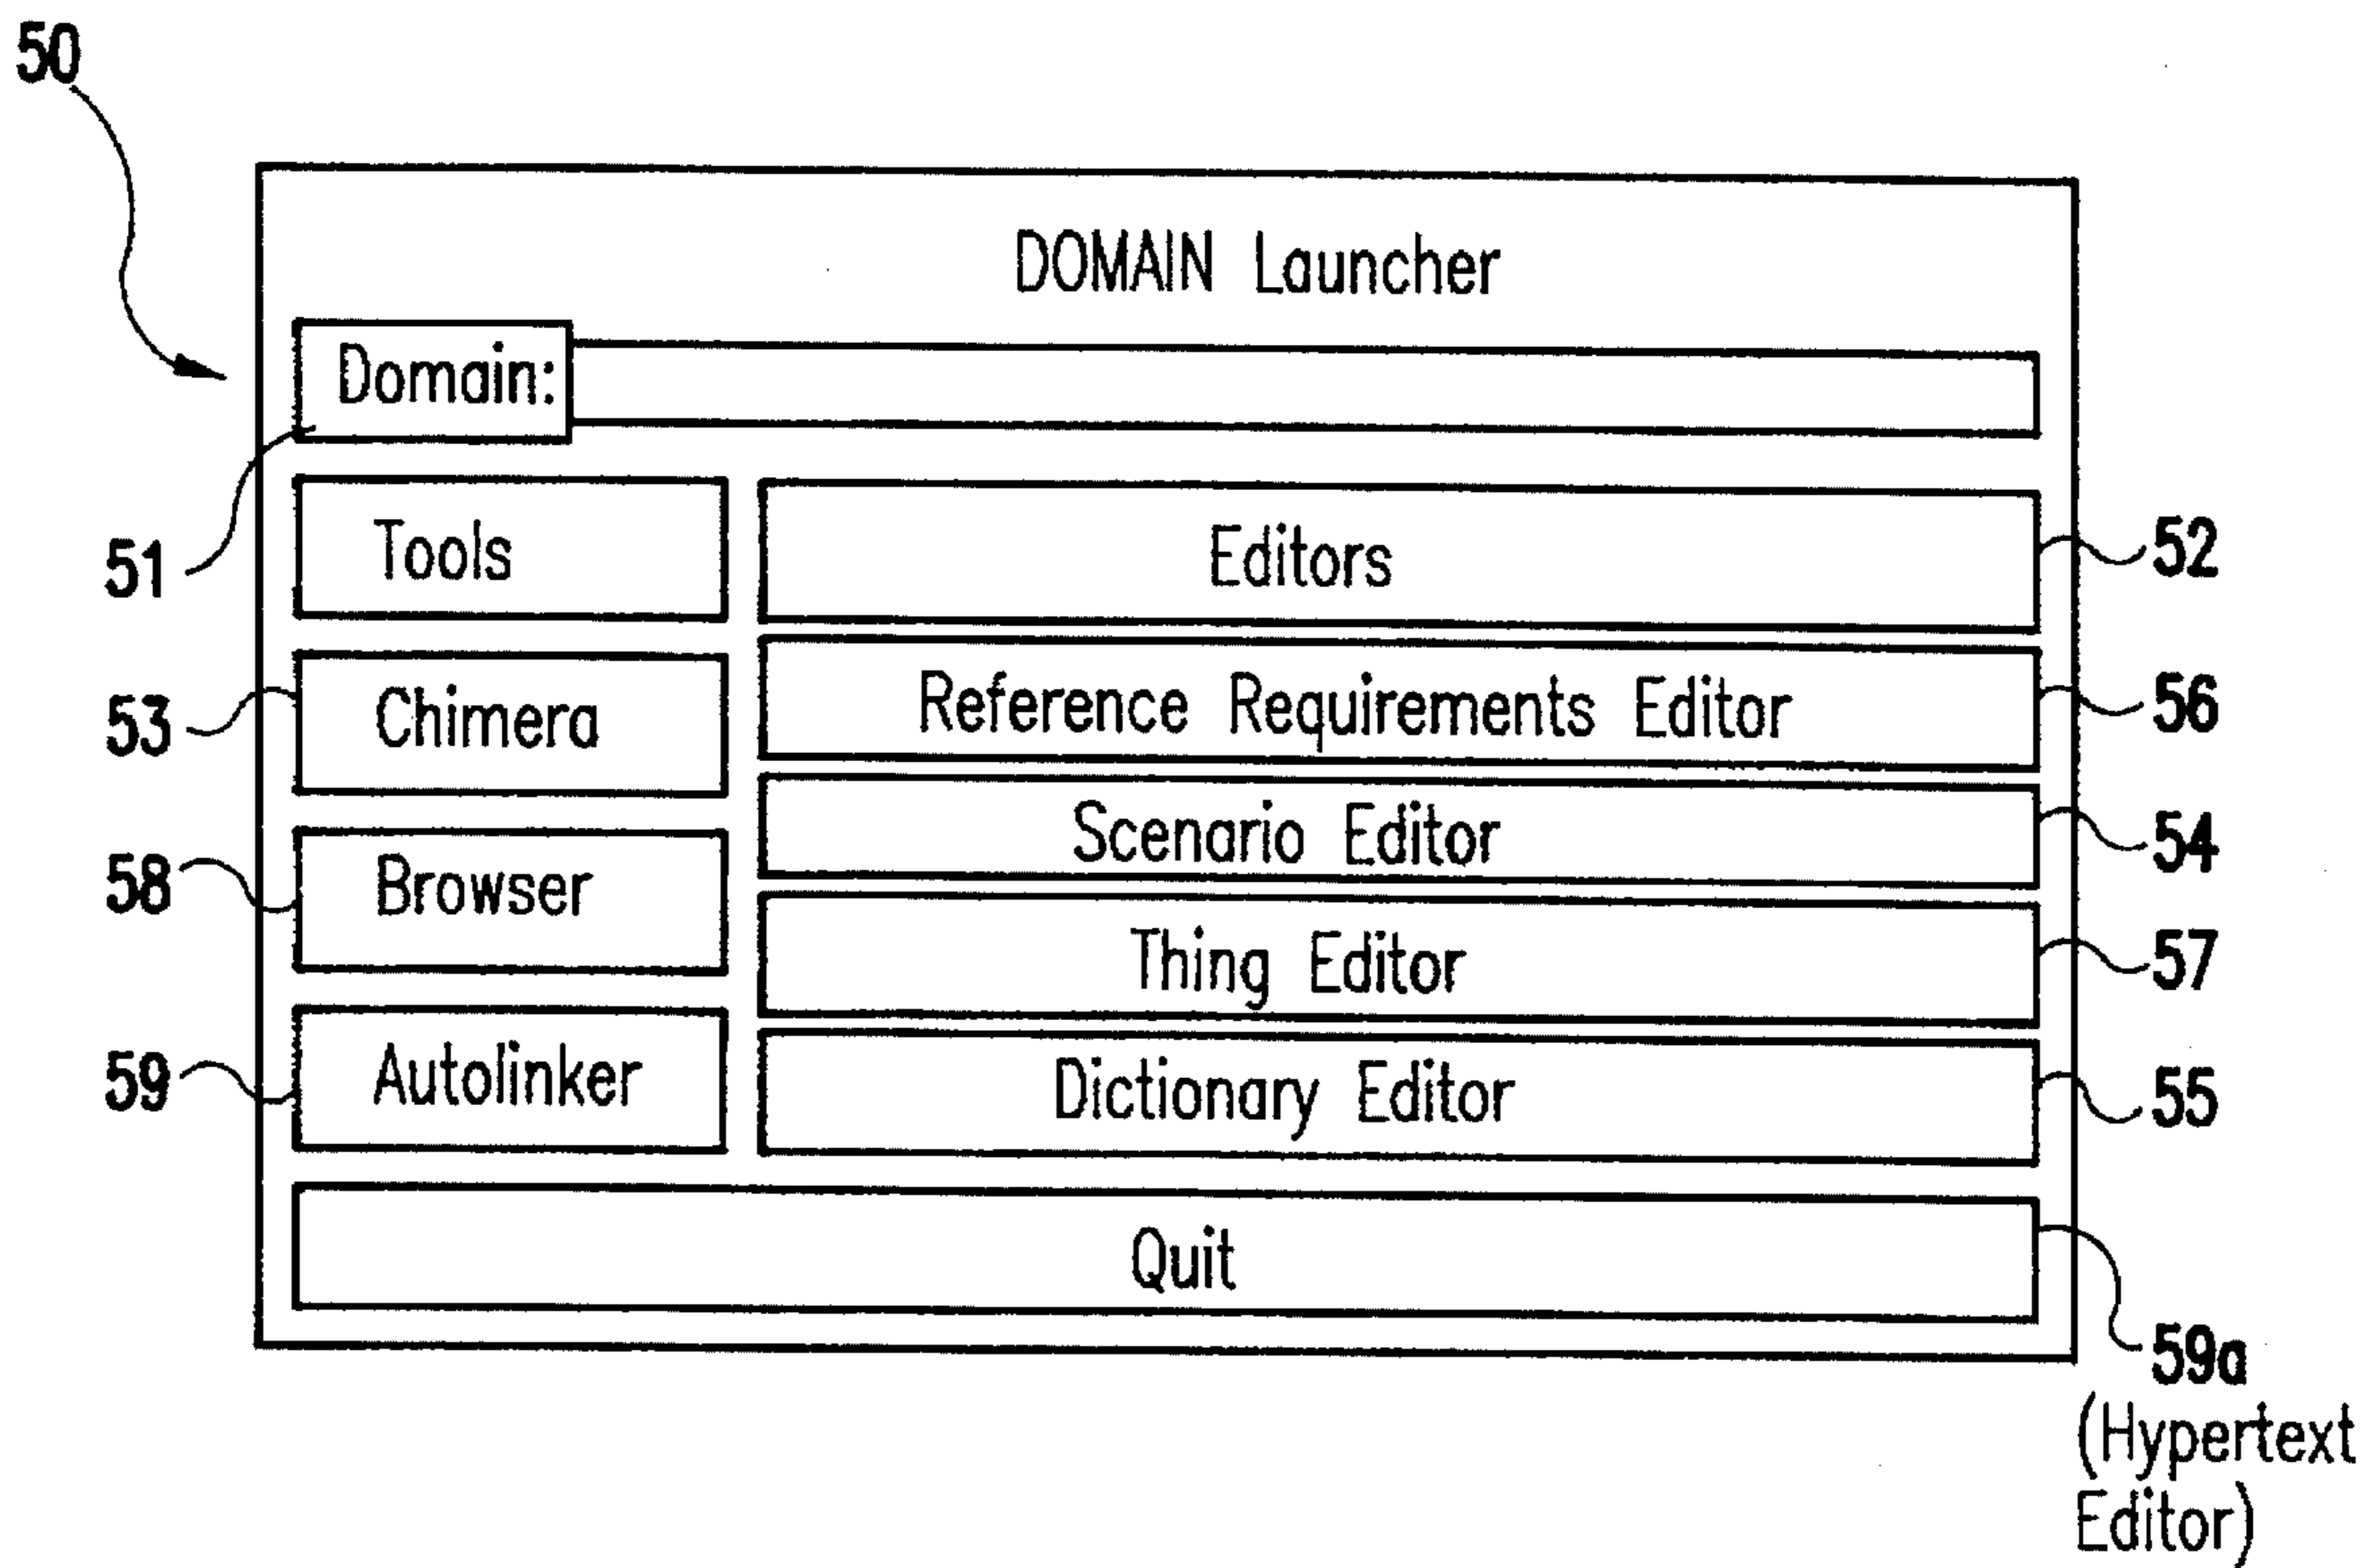 50
DOMAIN Launcher
Domain:
51
Tools
Editors
52
53
Chimera
Reference Requirements Editor
56
Scenario Editor
54
58
Browser
Thing Editor
57
59
Autolinker
Dictionary Editor
55
Quit
59a
(Hypertext
Editor)